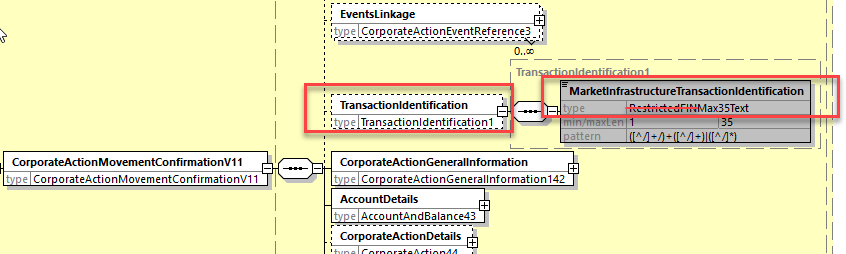 EventsLinkage
type CorporateActionEventReference3
0..∞
TransactionIdentification1
MarketInfrastructureTransactionIdentification
TransactionIdentification
type RestrictedFINMax35Text
type TransactionIdentification1
min/maxLen 1 35
pattern ([^/]+/)+([^/]+)|([^/]*)
CorporateActionMovementConfirmationV11
CorporateActionGeneralInformation
type CorporateActionMovementConfirmationV11
type CorporateActionGeneralInformation142
AccountDetails
type AccountAndBalance43
CorporateActionDetails
type CorporateAction44